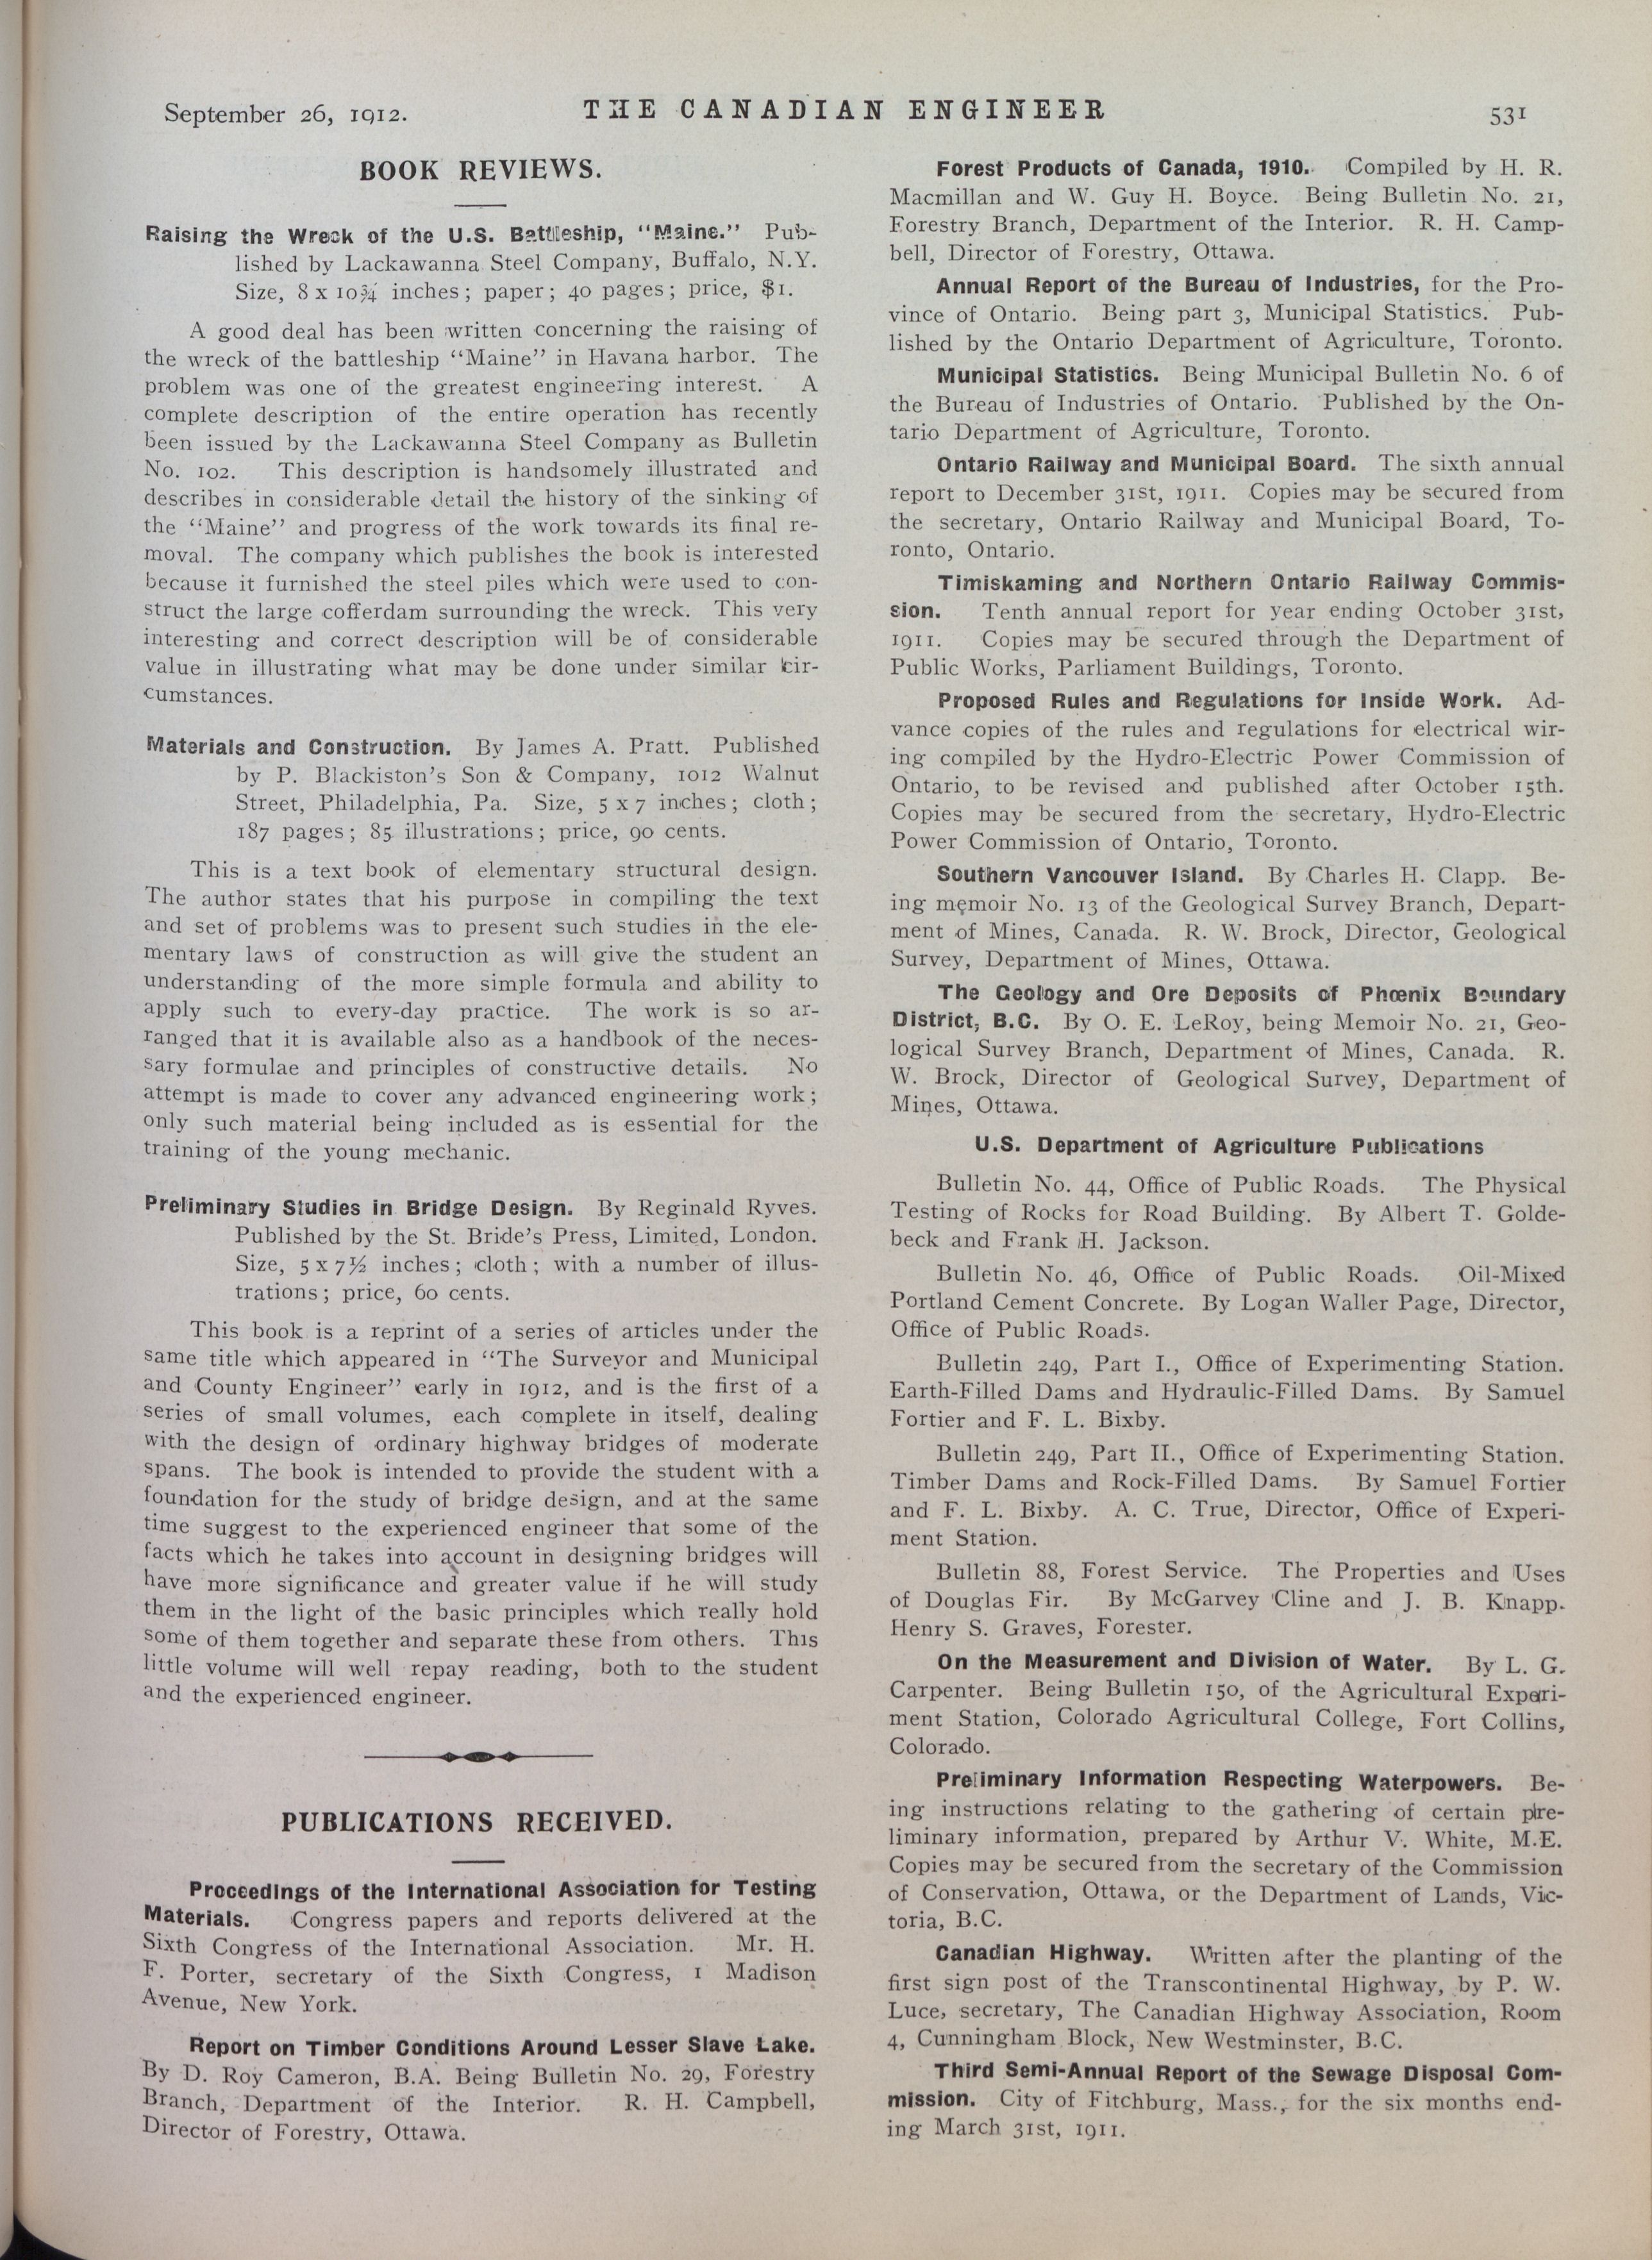 September 26, 1912.
THE CANADIAN ENGINEER
531
BOOK REVIEWS.
Raising the Wreck of the U.S. Battleship, "Maine." Pub-
lished by Lackawanna Steel Company, Buffalo, N.Y.
Size, 8 x 10¾ inches; paper; 40 pages; price, $1.
A good deal has been written concerning the raising of
the wreck of the battleship "Maine" in Havana harbor. The
problem was one of the greatest engineering interest. A
complete description of the entire operation has recently
been issued by the Lackawanna Steel Company as Bulletin
No. 102. This description is handsomely illustrated and
describes in considerable detail the history of the sinking of
the "Maine" and progress of the work towards its final re-
moval. The company which publishes the book is interested
because it furnished the steel piles which were used to con-
struct the large cofferdam surrounding the wreck. This very
interesting and correct description will be of considerable
value in illustrating what may be done under similar cir-
cumstances.
Materials and Construction. By James A. Pratt. Published
by P. Blackiston's Son & Company, 1012 Walnut
Street, Philadelphia, Pa. Size, 5 x 7 inches; cloth;
187 pages; 85 illustrations; price, 90 cents.
This is a text book of elementary structural design.
The author states that his purpose in compiling the text
and set of problems was to present such studies in the ele-
mentary laws of construction as will give the student an
understanding of the more simple formula and ability to
apply such to every-day practice. The work is so ar-
ranged that it is available also as a handbook of the neces-
sary formulae and principles of constructive details. No
attempt is made to cover any advanced engineering work;
only such material being included as is essential for the
training of the young mechanic.
Preliminary Studies in Bridge Design. By Reginald Ryves.
Published by the St. Bride's Press, Limited, London.
Size, 5 x 7½ inches; cloth; with a number of illus-
trations; price, 60 cents.
This book is a reprint of a series of articles under the
same title which appeared in "The Surveyor and Municipal
and County Engineer" early in 1912, and is the first of a
series of small volumes, each complete in itself, dealing
with the design of ordinary highway bridges of moderate
spans. The book is intended to provide the student with a
foundation for the study of bridge design, and at the same
time suggest to the experienced engineer that some of the
facts which he takes into account in designing bridges will
have more significance and greater value if he will study
them in the light of the basic principles which really hold
some of them together and separate these from others. This
little volume will well repay reading, both to the student
and the experienced engineer.
PUBLICATIONS RECEIVED.
Proceedings of the International Association for Testing
Materials. Congress papers and reports delivered at the
Sixth Congress of the International Association. Mr. H.
F. Porter, secretary of the Sixth Congress, 1 Madison
Avenue, New York.
Report on Timber Conditions Around Lesser Slave Lake.
By D. Roy Cameron, B.A. Being Bulletin No. 29, Forestry
Branch, Department of the Interior. R. H. Campbell,
Director of Forestry, Ottawa.
Forest Products of Canada, 1910. Compiled by H. R.
Macmillan and W. Guy H. Boyce. Being Bulletin No. 21,
Forestry Branch, Department of the Interior. R. H. Camp-
bell, Director of Forestry, Ottawa.
Annual Report of the Bureau of Industries, for the Pro-
vince of Ontario. Being part 3, Municipal Statistics. Pub-
lished by the Ontario Department of Agriculture, Toronto.
Municipal Statistics. Being Municipal Bulletin No. 6 of
the Bureau of Industries of Ontario. Published by the On-
tario Department of Agriculture, Toronto.
Ontario Railway and Municipal Board. The sixth annual
report to December 31st, 1911. Copies may be secured from
the secretary, Ontario Railway and Municipal Board, To-
ronto, Ontario.
Timiskaming and Northern Ontario Railway Commis-
sion. Tenth annual report for year ending October 31st,
1911. Copies may be secured through the Department of
Public Works, Parliament Buildings, Toronto.
Proposed Rules and Regulations for Inside Work. Ad-
vance copies of the rules and regulations for electrical wir-
ing compiled by the Hydro-Electric Power Commission of
Ontario, to be revised and published after October 15th.
Copies may be secured from the secretary, Hydro-Electric
Power Commission of Ontario, Toronto.
Southern Vancouver Island. By Charles H. Clapp. Be-
ing memoir No. 13 of the Geological Survey Branch, Depart-
ment of Mines, Canada. R. W. Brock, Director, Geological
Survey, Department of Mines, Ottawa.
The Geology and Ore Deposits of Phœnix Boundary
District, B.C. By O. E. LeRoy, being Memoir No. 21, Geo-
logical Survey Branch, Department of Mines, Canada. R.
W. Brock, Director of Geological Survey, Department of
Mines, Ottawa.
U.S. Department of Agriculture Publications
Bulletin No. 44, Office of Public Roads. The Physical
Testing of Rocks for Road Building. By Albert T. Golde-
beck and Frank H. Jackson.
Bulletin No. 46, Office of Public Roads. Oil-Mixed
Portland Cement Concrete. By Logan Waller Page, Director,
Office of Public Roads.
Bulletin 249, Part I., Office of Experimenting Station.
Earth-Filled Dams and Hydraulic-Filled Dams. By Samuel
Fortier and F. L. Bixby.
Bulletin 249, Part II., Office of Experimenting Station.
Timber Dams and Rock-Filled Dams. By Samuel Fortier
and F. L. Bixby. A. C. True, Director, Office of Experi-
ment Station.
Bulletin 88, Forest Service. The Properties and Uses
of Douglas Fir. By McGarvey Cline and J. B. Knapp.
Henry S. Graves, Forester.
On the Measurement and Division of Water. By L. G.
Carpenter. Being Bulletin 150, of the Agricultural Experi-
ment Station, Colorado Agricultural College, Fort Collins,
Colorado.
Preliminary Information Respecting Waterpowers. Be-
ing instructions relating to the gathering of certain pre-
liminary information, prepared by Arthur V. White, M.E.
Copies may be secured from the secretary of the Commission
of Conservation, Ottawa, or the Department of Lands, Vic-
toria, B.C.
Canadian Highway. Written after the planting of the
first sign post of the Transcontinental Highway, by P. W.
Luce, secretary, The Canadian Highway Association, Room
4, Cunningham Block, New Westminster, B.C.
Third Semi-Annual Report of the Sewage Disposal Com-
mission. City of Fitchburg, Mass., for the six months end-
ing March 31st, 1911.